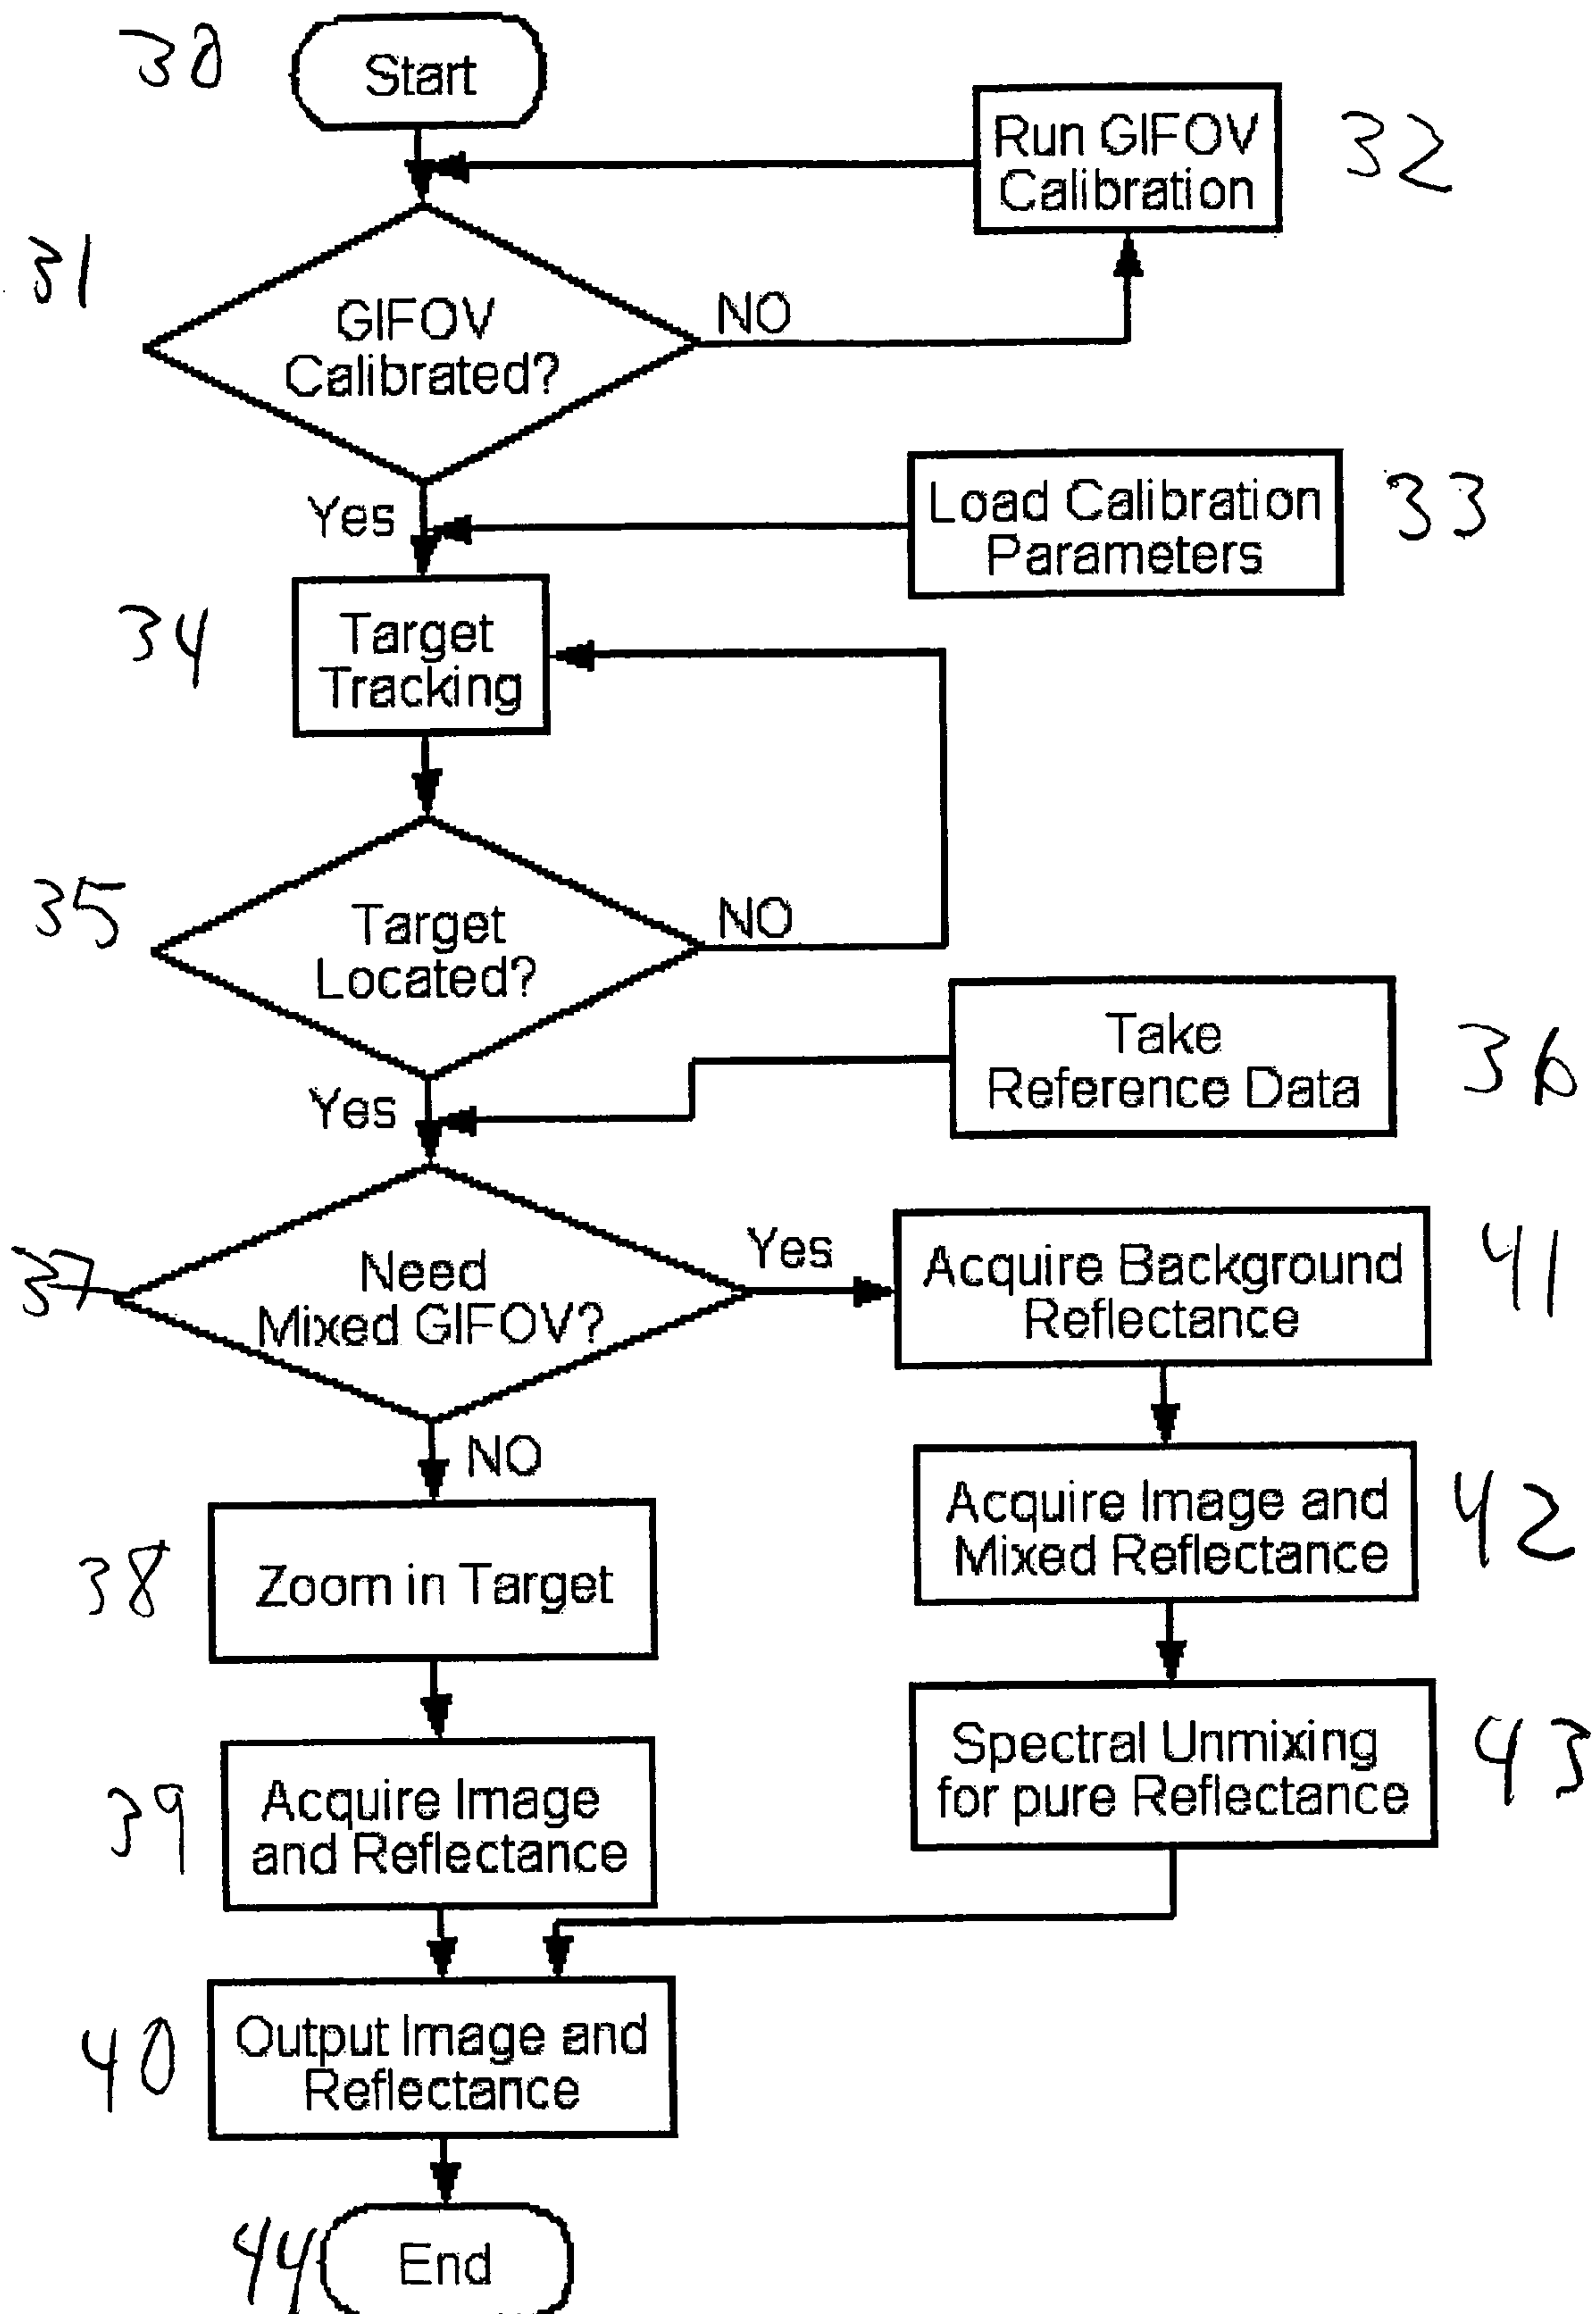 30
Start
Run GIFOV
Calibration
32
31
GIFOV
Calibrated?
NO
Yes
Load Calibration
Parameters
33
34
Target
Tracking
35
Target
Located?
NO
Take
Reference Data
36
Yes
37
Need
Mixed GIFOV?
Yes
Acquire Background
Reflectance
41
NO
Acquire Image and
Mixed Reflectance
42
38
Zoom in Target
Spectral Unmixing
for pure Reflectance
43
39
Acquire Image
and Reflectance
40
Output Image and
Reflectance
44
End